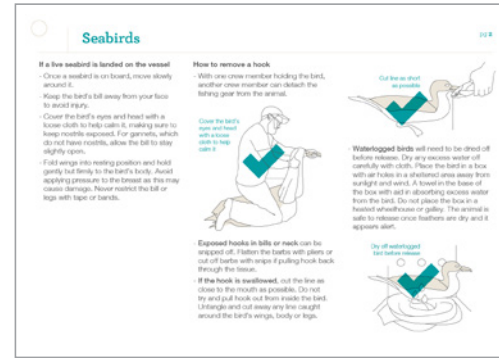 Seabirds
pg 8
If a live seabird is landed on the vessel
- Once a seabird is on board, move slowly
around it.
- Keep the bird's bill away from your face
to avoid injury.
- Cover the bird's eyes and head with a
loose cloth to help calm it, making sure to
keep nostrils exposed. For gannets, which
do not have nostrils, allow the bill to stay
slightly open.
- Fold wings into resting position and hold
gently but firmly to the bird's body. Avoid
applying pressure to the breast as this may
cause damage. Never restrict the bill or
legs with tape or bands.
How to remove a hook
- With one crew member holding the bird,
another crew member can detach the
fishing gear from the animal.
Cover the bird's
eyes and head
with a loose
cloth to help
calm it
- Exposed hooks in bills or neck can be
snipped off. Flatten the barbs with pliers or
cut off barbs with snips if pulling hook back
through the tissue.
- If the hook is swallowed, cut the line as
close to the mouth as possible. Do not
try and pull hook out from inside the bird.
Untangle and cut away any line caught
around the bird's wings, body or legs.
Cut line as short
as possible
- Waterlogged birds will need to be dried off
before release. Dry any excess water off
carefully with cloth. Place the bird in a box
with air holes in a sheltered area away from
sunlight and wind. A towel in the base of
the box with aid in absorbing excess water
from the bird. Do not place the bird in a
heated wheelhouse or galley. The animal is
safe to release once feathers are dry and it
appears alert.
Dry off waterlogged
bird before release